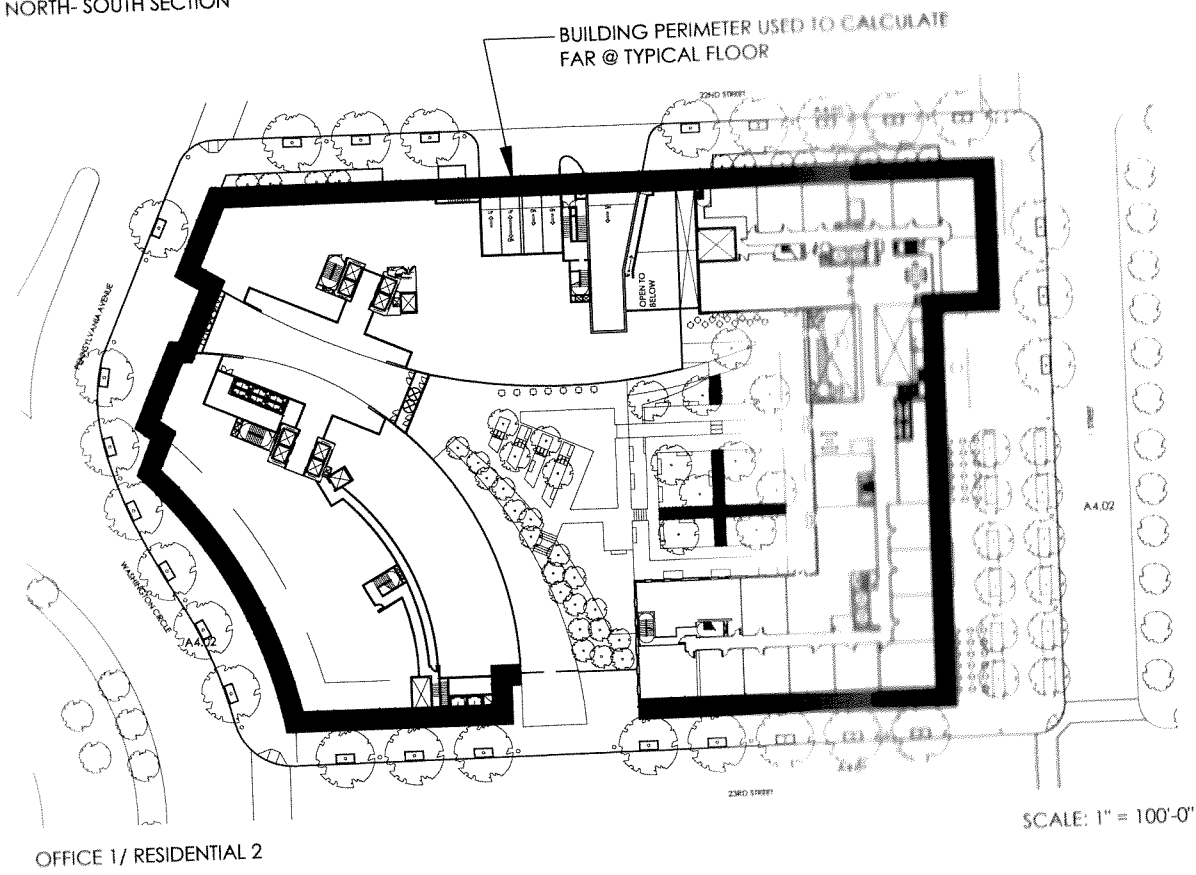 NORTH- SOUTH SECTION
BUILDING PERIMETER USED TO CALCULATE
FAR @ TYPICAL FLOOR
22ND STREET
PENNSYLVANIA AVENUE
OPEN TO
BELOW
STREET
A4.02
WASHINGTON CIRCLE
A4.02
23RD STREET
SCALE: 1" = 100'-0"
OFFICE 1/ RESIDENTIAL 2